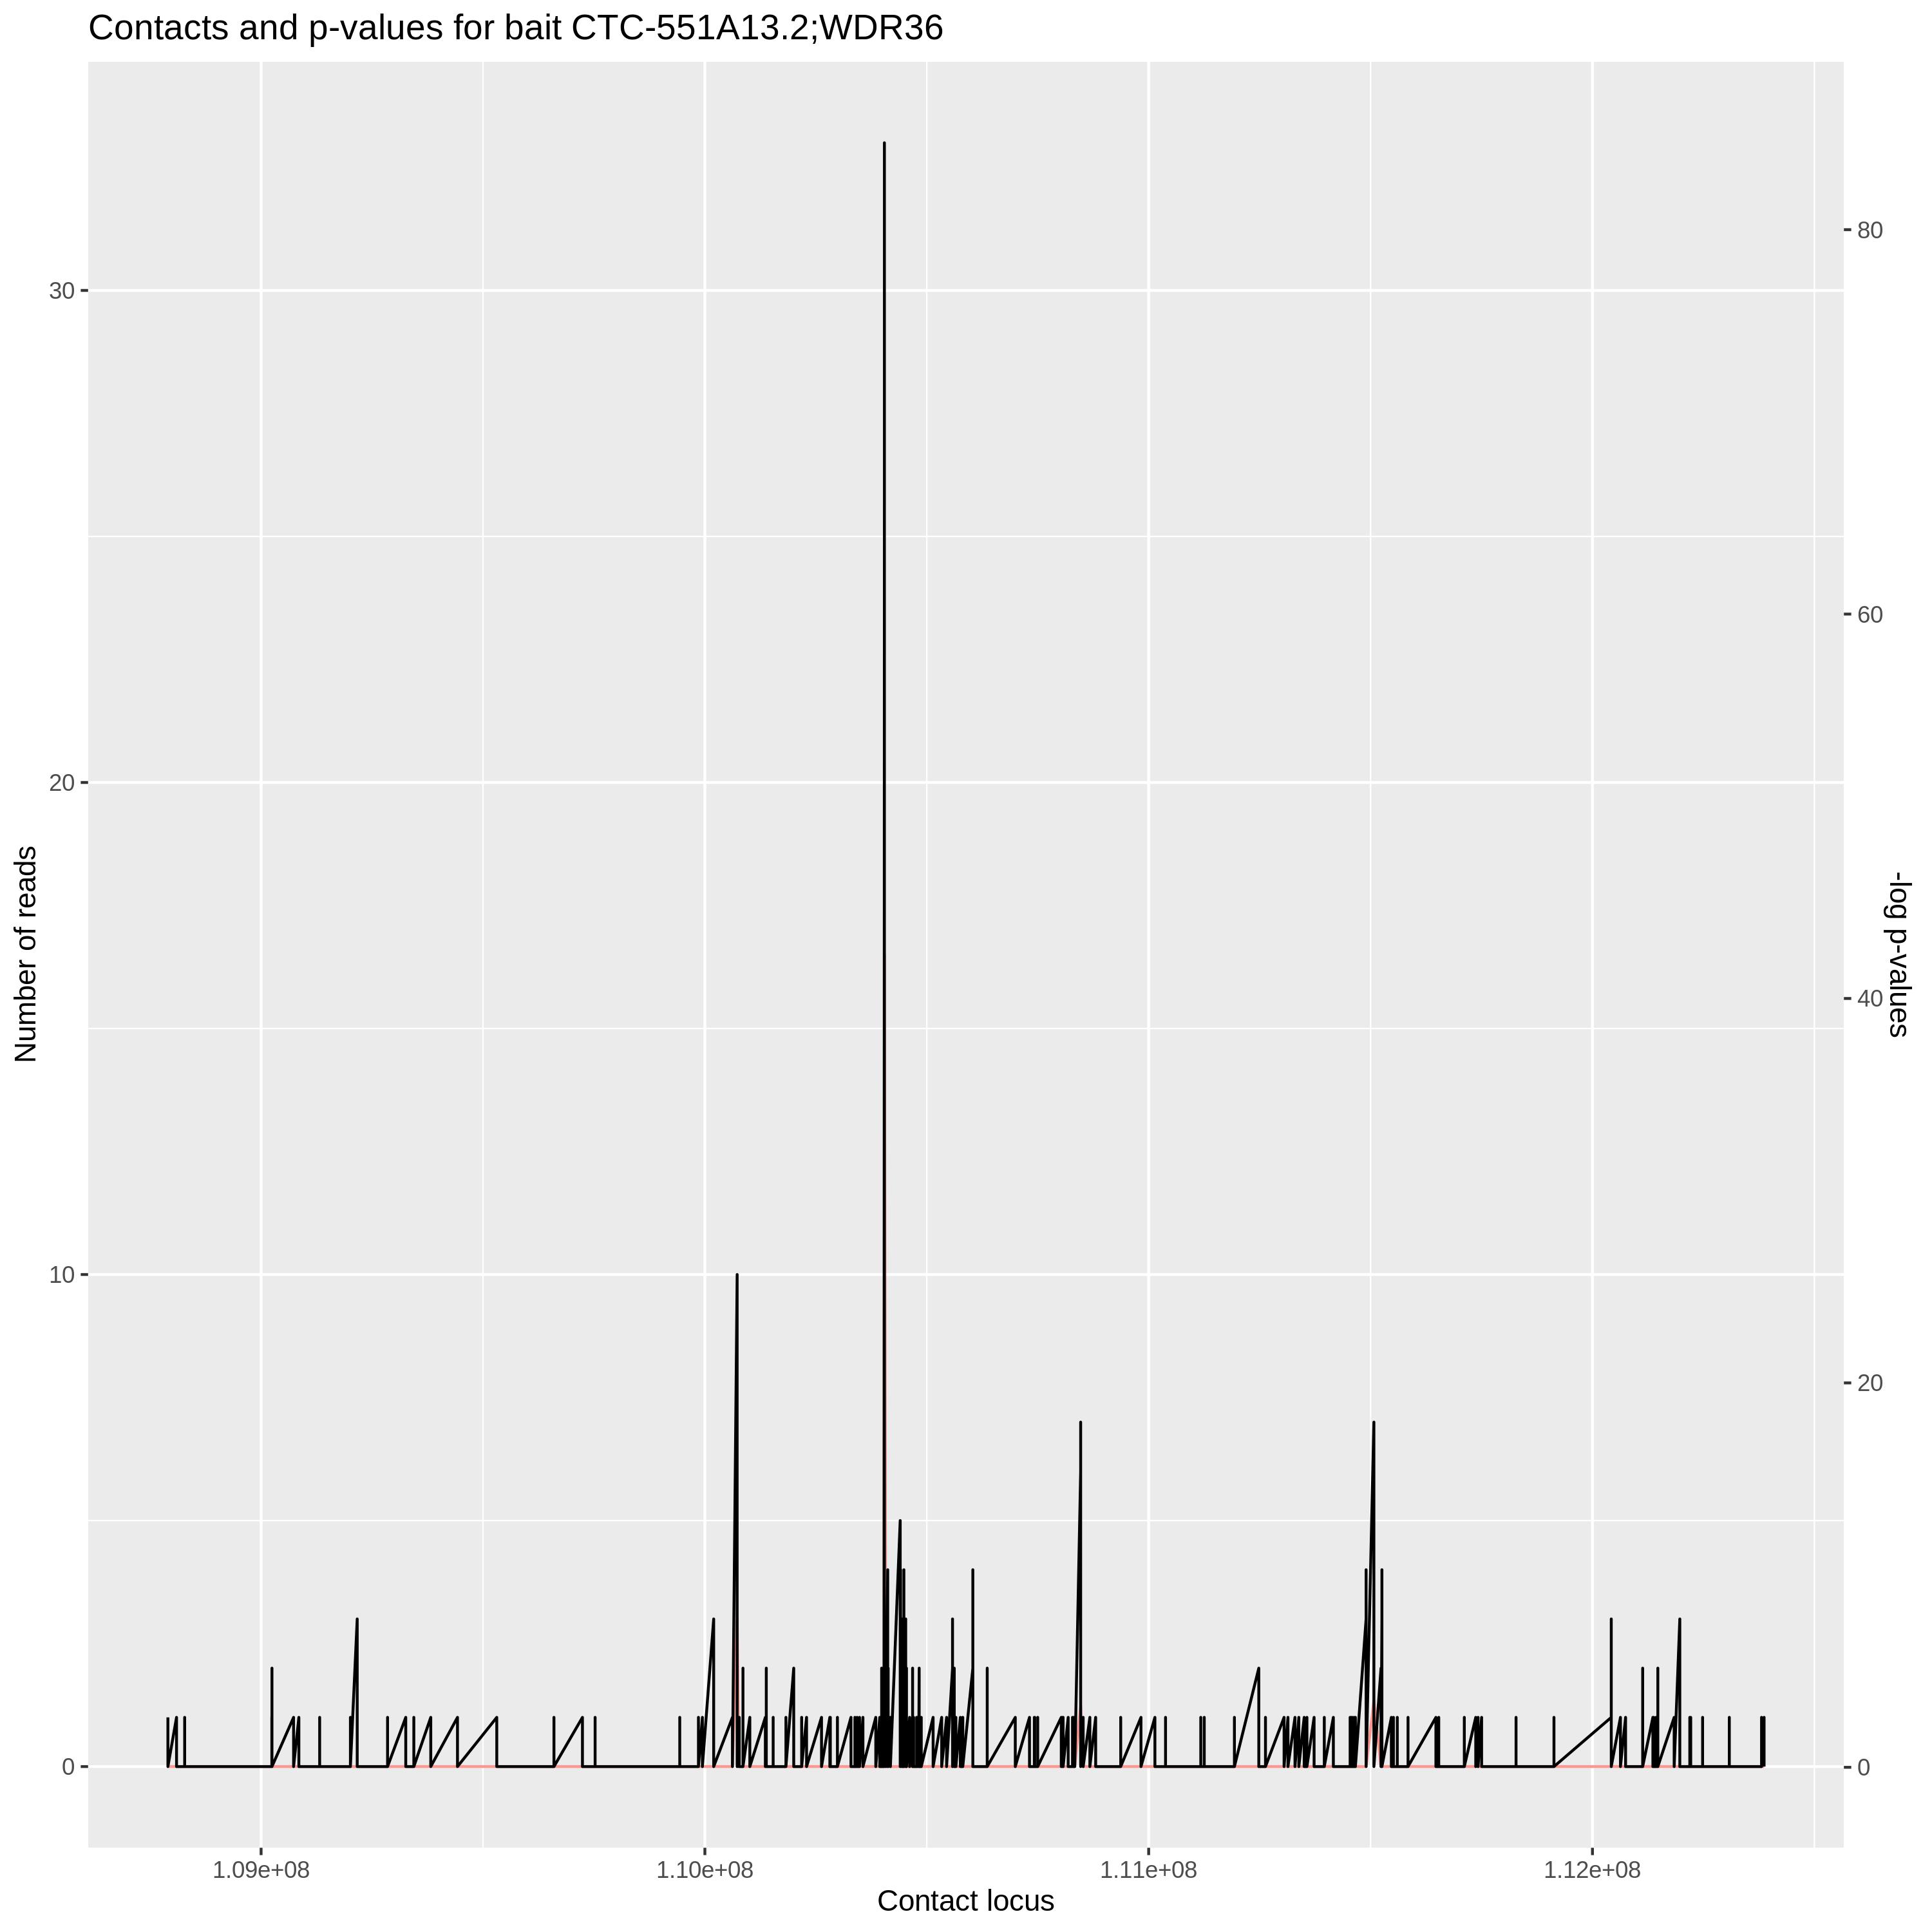 Contacts and p-values for bait CTC-551A13.2;WDR36
Number of reads
30
20
10
0
80
60
40
20
0
-log p-values
1.09e+08 1.10e+08 1.11e+08 1.12e+08
Contact locus